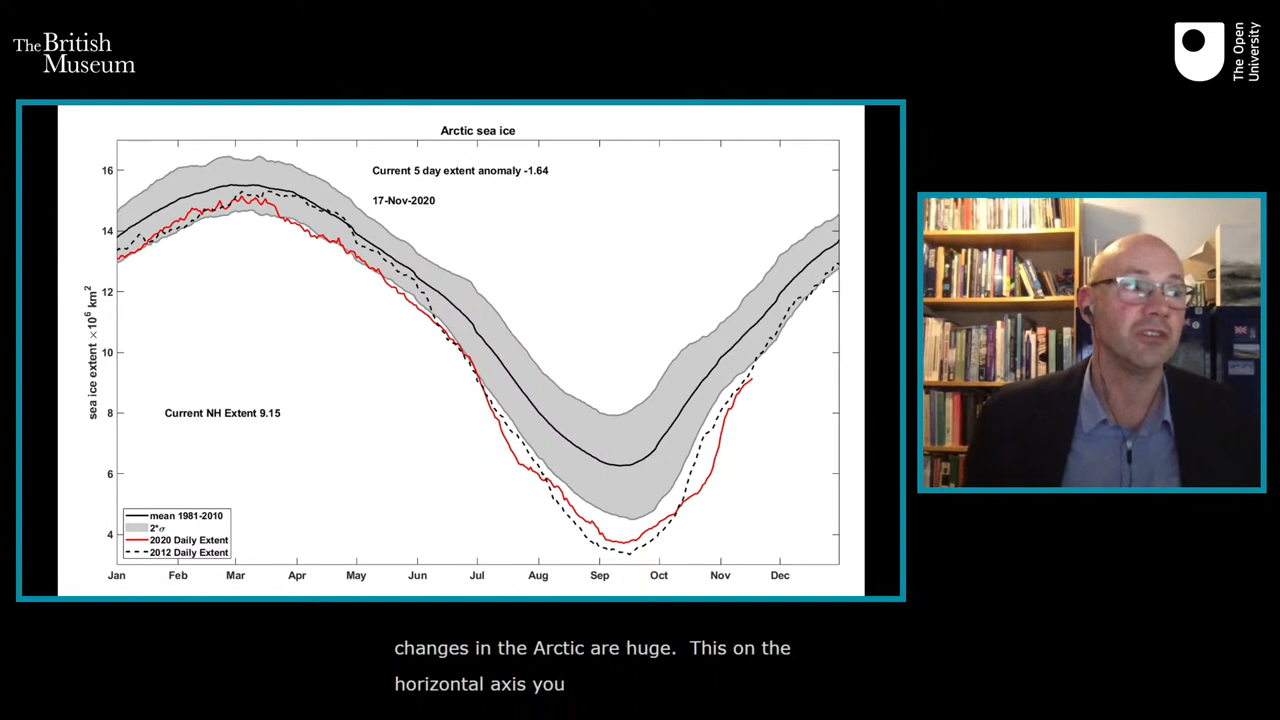 The British
Museum
The Open
University
Arctic sea ice
Current 5 day extent anomaly -1.64
17-Nov-2020
Current NH Extent 9.15
sea ice extent ×10⁶ km²
16
14
12
10
8
6
4
mean 1981-2010
2*σ
2020 Daily Extent
2012 Daily Extent
Jan Feb Mar Apr May Jun Jul Aug Sep Oct Nov Dec
changes in the Arctic are huge. This on the
horizontal axis you